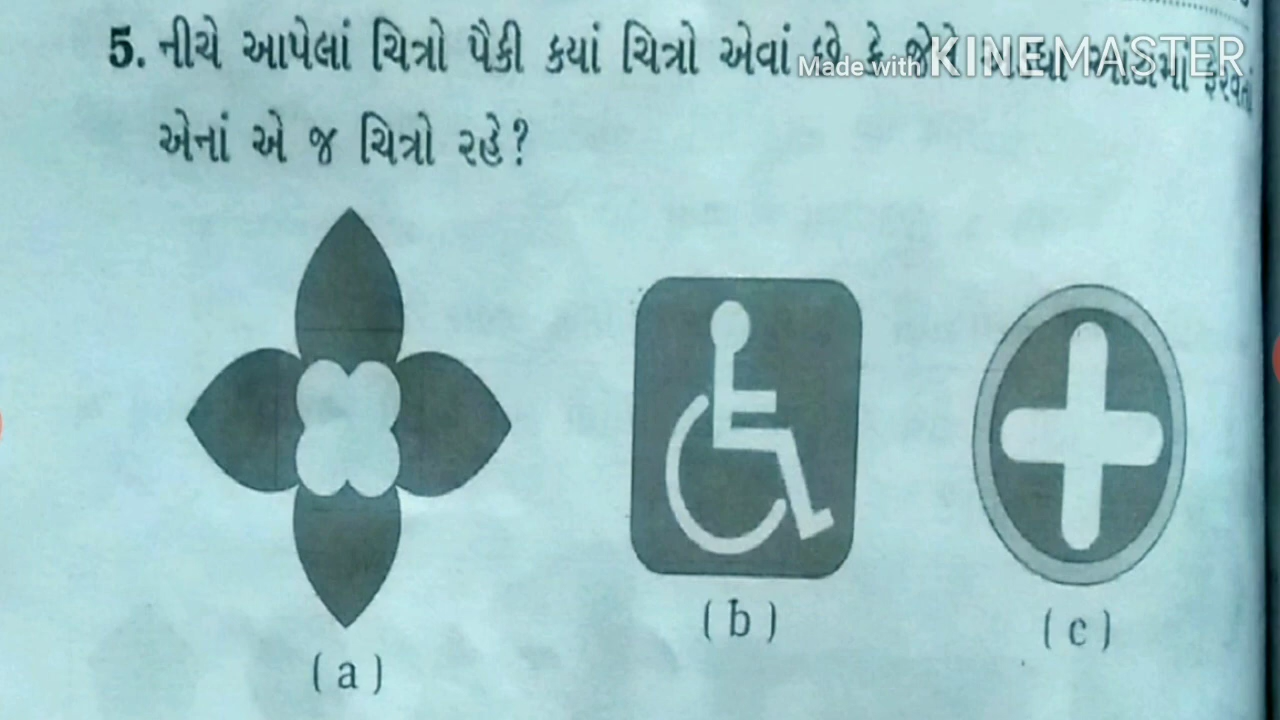 5. નીચે આપેલાં ચિત્રો પૈકી કયાં ચિત્રો એવાં છે કે
Made with KINEMASTER
એનાં એ જ ચિત્રો રહે?
(a)
(b)
(c)